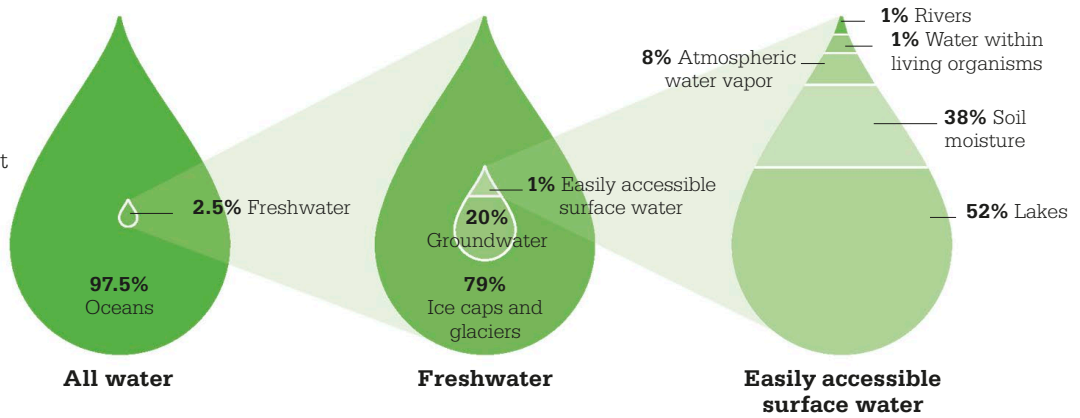 t
97.5%
Oceans
2.5% Freshwater
All water
1% Easily accessible
surface water
20%
Groundwater
79%
Ice caps and
glaciers
Freshwater
1% Rivers
1% Water within
living organisms
8% Atmospheric
water vapor
38% Soil
moisture
52% Lakes
Easily accessible
surface water